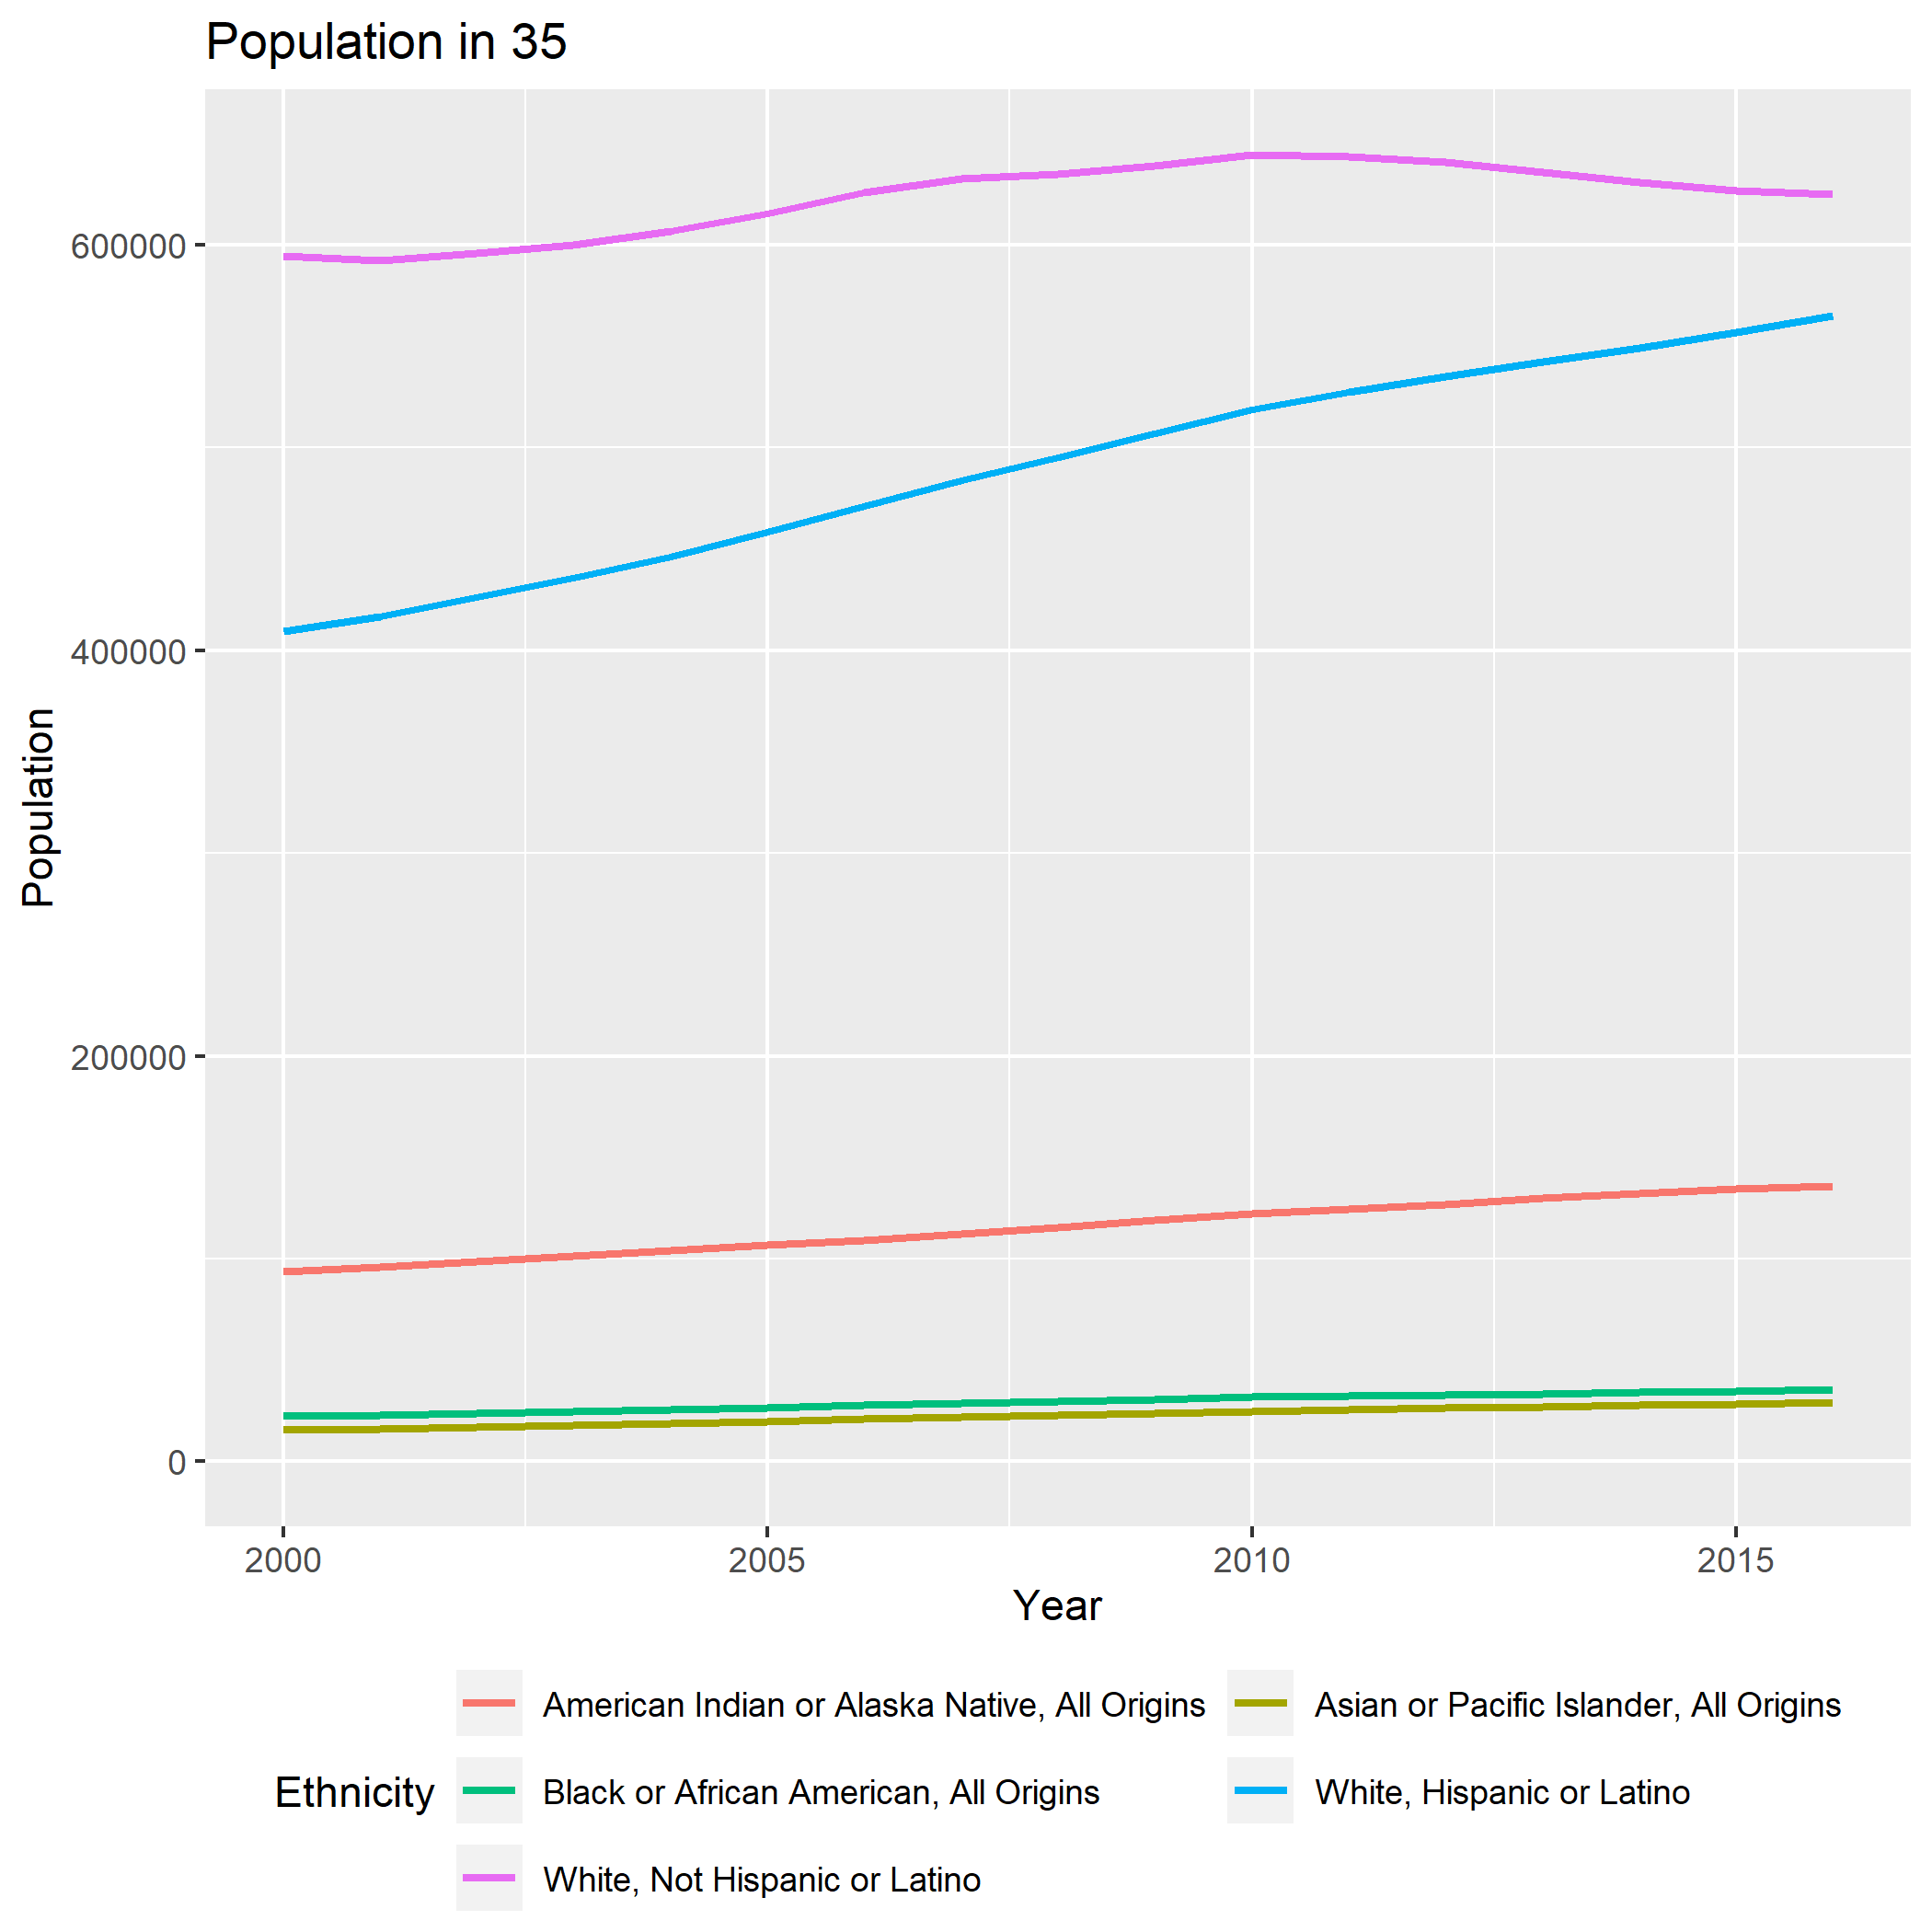 Population in 35
600000
400000
200000
0
Population
2000 2005 2010 2015
Year
Ethnicity
American Indian or Alaska Native, All Origins
Asian or Pacific Islander, All Origins
Black or African American, All Origins
White, Hispanic or Latino
White, Not Hispanic or Latino